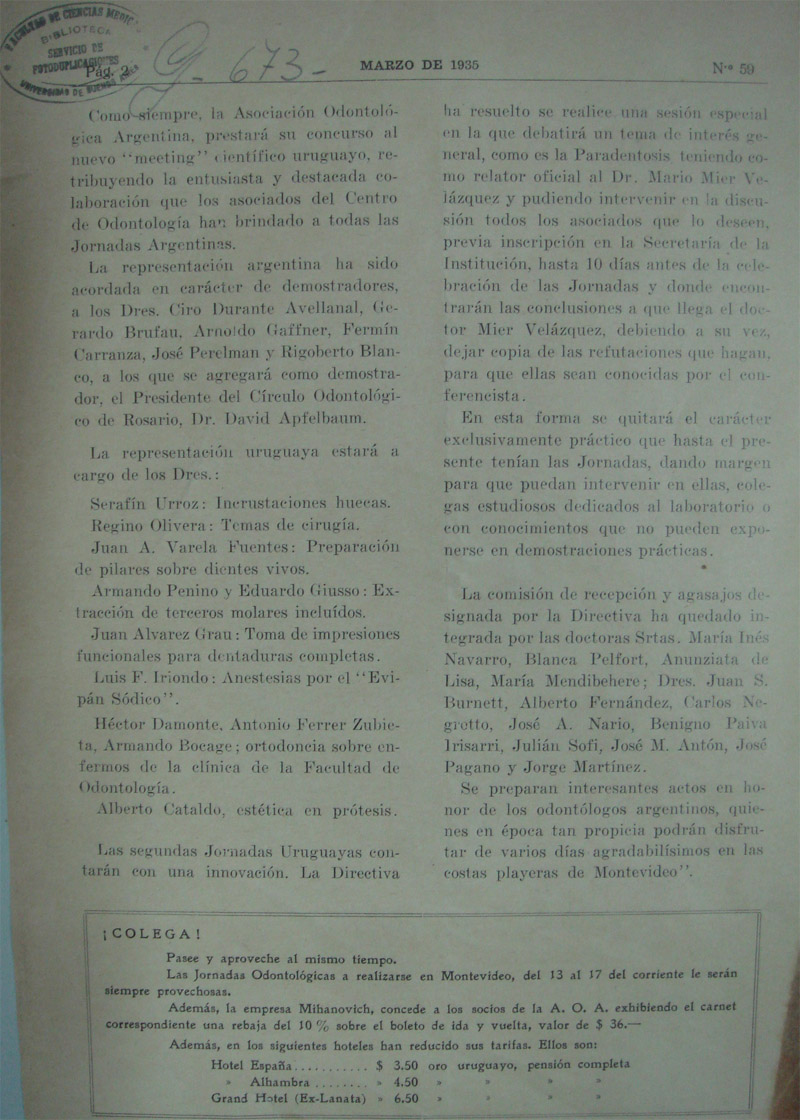 FACULTAD DE CIENCIAS MEDIC
BIBLIOTECA
SERVICIO DE
FOTODUPLICACIONES
UNIVERSIDAD DE BUENOS
Pág. 2
673-
MARZO DE 1935
N.º 59
Como siempre, la Asociación Odontoló-
gica Argentina, prestará su concurso al
nuevo "meeting" científico uruguayo, re-
tribuyendo la entusiasta y destacada co-
laboración que los asociados del Centro
de Odontología han brindado a todas las
Jornadas Argentinas.
La representación argentina ha sido
acordada en carácter de demostradores,
a los Dres. Ciro Durante Avellanal, Ge-
rardo Brufau, Arnoldo Gaffner, Fermín
Carranza, José Perelman y Rigoberto Blan-
co, a los que se agregará como demostra-
dor, el Presidente del Círculo Odontológi-
co de Rosario, Dr. David Apfelbaum.
La representación uruguaya estará a
cargo de los Dres.:
Serafín Urroz: Incrustaciones huecas.
Regino Olivera: Temas de cirugía.
Juan A. Varela Fuentes: Preparación
de pilares sobre dientes vivos.
Armando Penino y Eduardo Giusso: Ex-
tracción de terceros molares incluídos.
Juan Alvarez Grau: Toma de impresiones
funcionales para dentaduras completas.
Luis F. Iriondo: Anestesias por el "Evi-
pán Sódico".
Héctor Damonte, Antonio Ferrer Zubie-
ta, Armando Bocage; ortodoncia sobre en-
fermos de la clínica de la Facultad de
Odontología.
Alberto Cataldo, estética en prótesis.
Las segundas Jornadas Uruguayas con-
tarán con una innovación. La Directiva
ha resuelto se realice una sesión especial
en la que debatirá un tema de interés ge-
neral, como es la Paradentosis teniendo co-
mo relator oficial al Dr. Mario Mier Ve-
lázquez y pudiendo intervenir en la discu-
sión todos los asociados que lo deseen,
previa inscripción en la Secretaría de la
Institución, hasta 10 días antes de la cele-
bración de las Jornadas y donde encon-
trarán las conclusiones a que llega el doc-
tor Mier Velázquez, debiendo a su vez,
dejar copia de las refutaciones que hagan,
para que ellas sean conocidas por el con-
ferencista.
En esta forma se quitará el carácter
exclusivamente práctico que hasta el pre-
sente tenían las Jornadas, dando margen
para que puedan intervenir en ellas, cole-
gas estudiosos dedicados al laboratorio o
con conocimientos que no pueden expo-
nerse en demostraciones prácticas.
La comisión de recepción y agasajos de-
signada por la Directiva ha quedado in-
tegrada por las doctoras Srtas. María Inés
Navarro, Blanca Pelfort, Anunziata de
Lisa, María Mendibehere; Dres. Juan S.
Burnett, Alberto Fernández, Carlos Ne-
gretto, José A. Nario, Benigno Paiva
Irisarri, Julián Sofi, José M. Antón, José
Pagano y Jorge Martínez.
Se preparan interesantes actos en ho-
nor de los odontólogos argentinos, quie-
nes en época tan propicia podrán disfru-
tar de varios días agradabilísimos en las
costas playeras de Montevideo".
¡COLEGA!
Pasee y aproveche al mismo tiempo.
Las Jornadas Odontológicas a realizarse en Montevideo, del 13 al 17 del corriente le serán
siempre provechosas.
Además, la empresa Mihanovich, concede a los socios de la A. O. A. exhibiendo el carnet
correspondiente una rebaja del 10 % sobre el boleto de ida y vuelta, valor de $ 36.—
Además, en los siguientes hoteles han reducido sus tarifas. Ellos son:
Hotel España........... $ 3.50 oro uruguayo, pensión completa
» Alhambra ........ » 4.50 » » » »
Grand Hotel (Ex-Lanata) » 6.50 » » » »